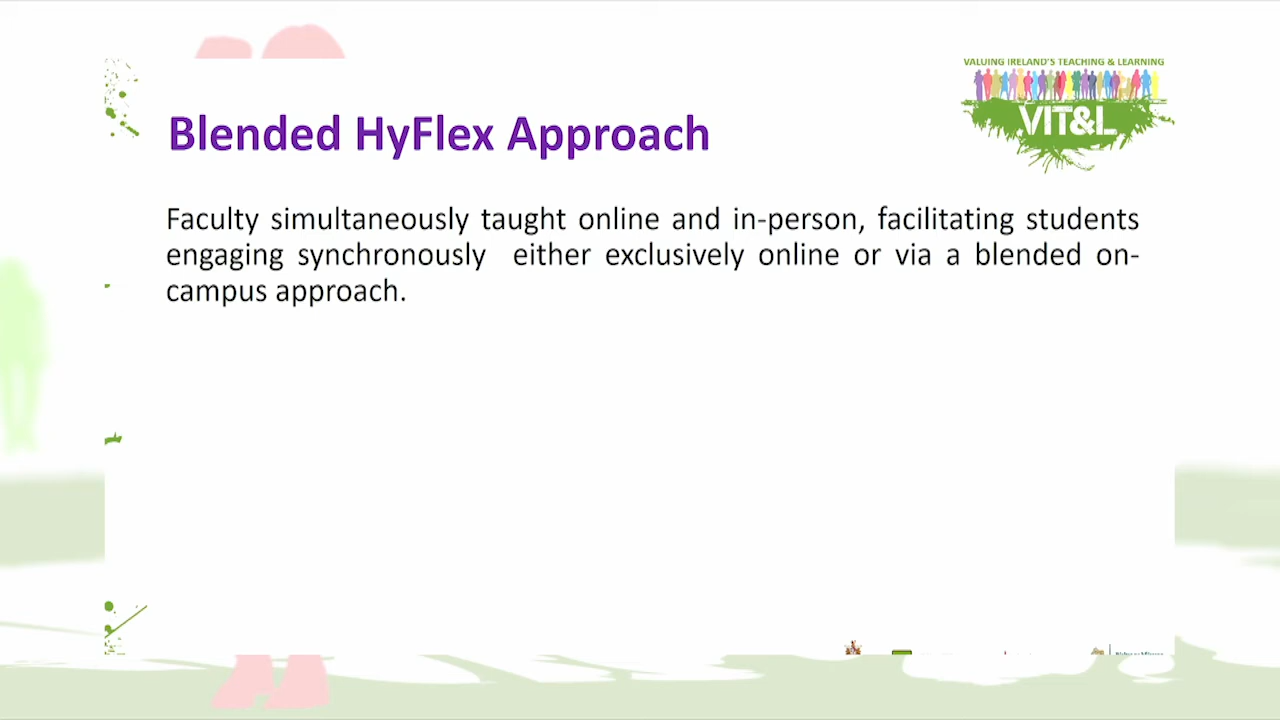 VALUING IRELAND'S TEACHING & LEARNING
VIT&L
Blended HyFlex Approach
Faculty simultaneously taught online and in-person, facilitating students
engaging synchronously either exclusively online or via a blended on-
campus approach.